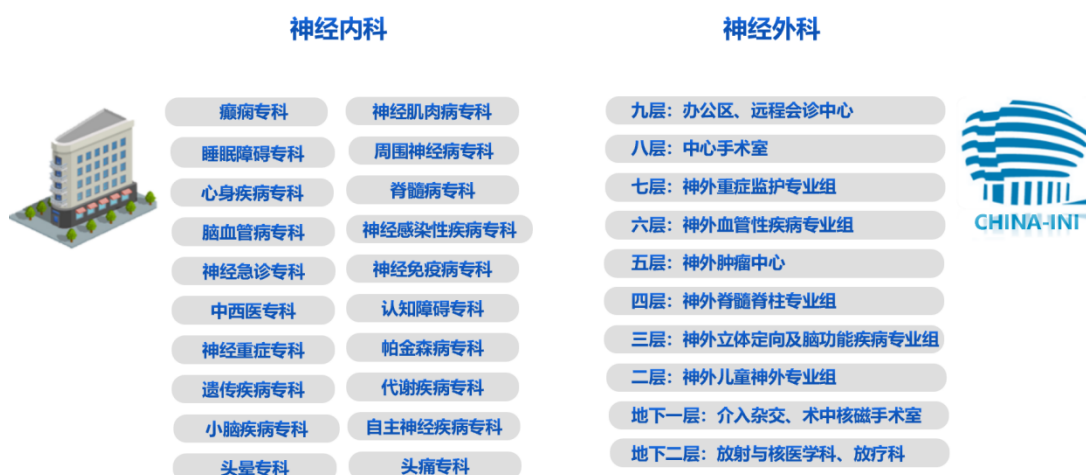 神经内科
神经外科
癫痫专科
神经肌肉病专科
睡眠障碍专科
周围神经病专科
心身疾病专科
脊髓病专科
脑血管病专科
神经感染性疾病专科
神经急诊专科
神经免疫病专科
中西医专科
认知障碍专科
神经重症专科
帕金森病专科
遗传疾病专科
代谢疾病专科
小脑疾病专科
自主神经疾病专科
头晕专科
头痛专科
九层：办公区、远程会诊中心
八层：中心手术室
七层：神外重症监护专业组
六层：神外血管性疾病专业组
五层：神外肿瘤中心
四层：神外脊髓脊柱专业组
三层：神外立体定向及脑功能疾病专业组
二层：神外儿童神外专业组
地下一层：介入杂交、术中核磁手术室
地下二层：放射与核医学科、放疗科
CHINA-INI